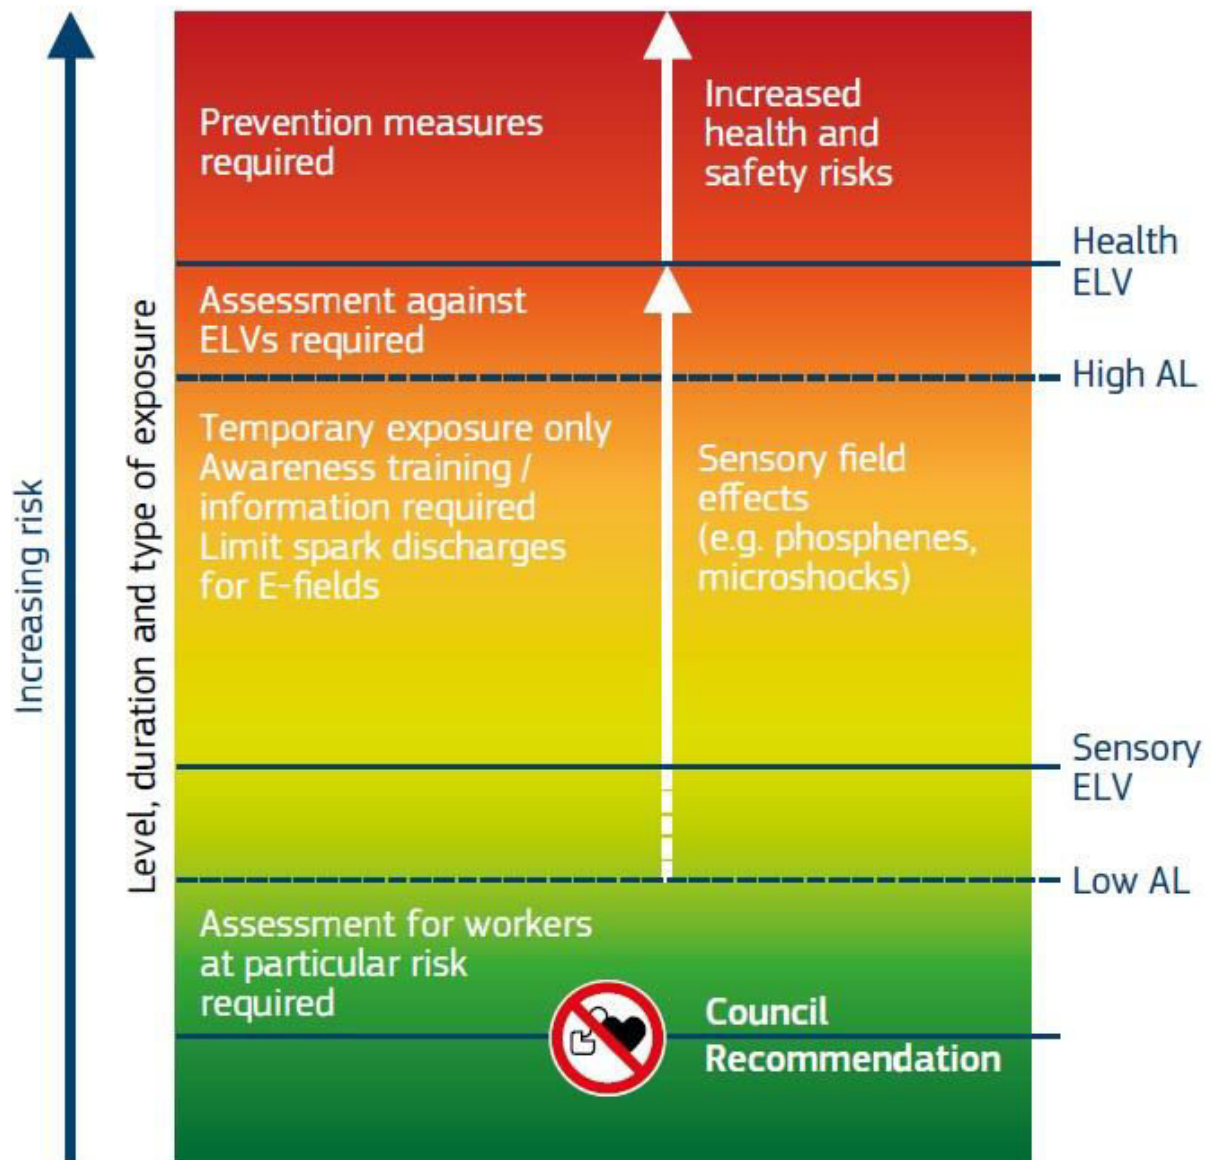 Increasing risk
Level, duration and type of exposure
Prevention measures
required
Increased
health and
safety risks
Health
ELV
Assessment against
ELVs required
High AL
Temporary exposure only
Awareness training /
information required
Limit spark discharges
for E-fields
Sensory field
effects
(e.g. phosphenes,
microshocks)
Sensory
ELV
Low AL
Assessment for workers
at particular risk
required
Council
Recommendation